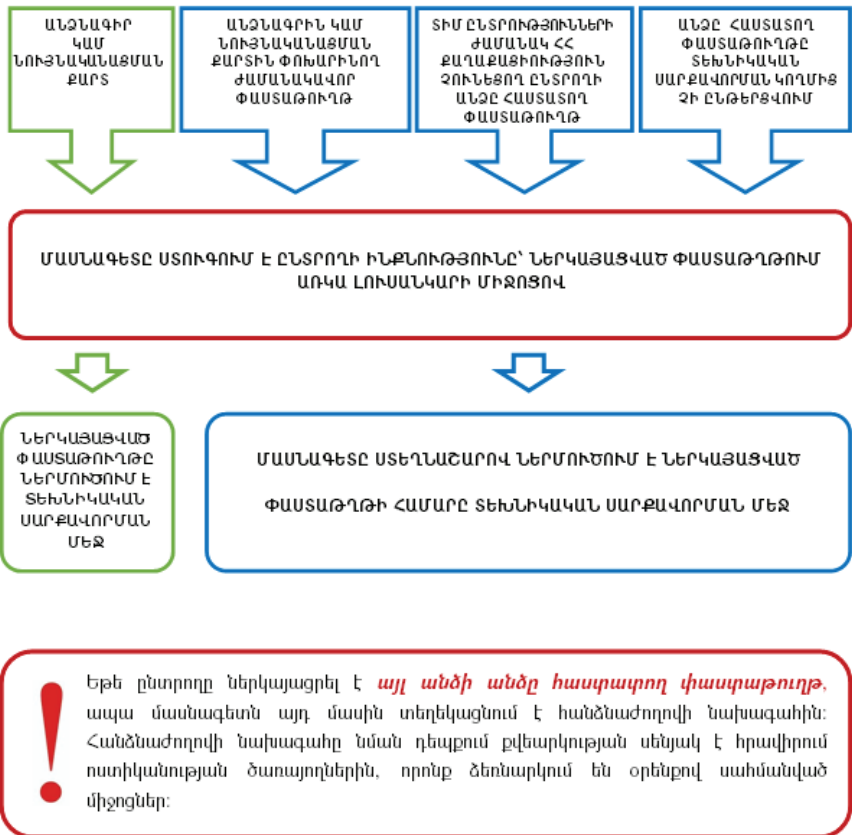 ԱՆՁՆԱԳԻՐ
ԿԱՄ
ՆՈՒՅՆԱԿԱՆԱՑՄԱՆ
ՔԱՐՏ
ԱՆՁՆԱԳՐԻՆ ԿԱՄ
ՆՈՒՅՆԱԿԱՆԱՑՄԱՆ
ՔԱՐՏԻՆ ՓՈԽԱՐԻՆՈՂ
ԺԱՄԱՆԱԿԱՎՈՐ
ՓԱՍՏԱԹՈՒՂԹ
ՏԻՄ ԸՆՏՐՈՒԹՅՈՒՆՆԵՐԻ
ԺԱՄԱՆԱԿ ՀՀ
ՔԱՂԱՔԱՑԻՈՒԹՅՈՒՆ
ՉՈՒՆԵՑՈՂ ԸՆՏՐՈՂԻ
ԱՆՁԸ ՀԱՍՏԱՏՈՂ
ՓԱՍՏԱԹՈՒՂԹ
ԱՆՁԸ ՀԱՍՏԱՏՈՂ
ՓԱՍՏԱԹՈՒՂԹԸ
ՏԵԽՆԻԿԱԿԱՆ
ՍԱՐՔԱՎՈՐՄԱՆ ԿՈՂՄԻՑ
ՉԻ ԸՆԹԵՐՑՎՈՒՄ
ՄԱՍՆԱԳԵՏԸ ՍՏՈՒԳՈՒՄ Է ԸՆՏՐՈՂԻ ԻՆՔՆՈՒԹՅՈՒՆԸ՝ ՆԵՐԿԱՅԱՑՎԱԾ ՓԱՍՏԱԹՂԹՈՒՄ
ԱՌԿԱ ԼՈՒՍԱՆԿԱՐԻ ՄԻՋՈՑՈՎ
ՆԵՐԿԱՅԱՑՎԱԾ
ՓԱՍՏԱԹՈՒՂԹԸ
ՆԵՐՄՈՒԾՈՒՄ Է
ՏԵԽՆԻԿԱԿԱՆ
ՍԱՐՔԱՎՈՐՄԱՆ
ՄԵՋ
ՄԱՍՆԱԳԵՏԸ ՍՏԵՂՆԱՇԱՐՈՎ ՆԵՐՄՈՒԾՈՒՄ Է ՆԵՐԿԱՅԱՑՎԱԾ
ՓԱՍՏԱԹՂԹԻ ՀԱՄԱՐԸ ՏԵԽՆԻԿԱԿԱՆ ՍԱՐՔԱՎՈՐՄԱՆ ՄԵՋ
!
Եթե ընտրողը ներկայացրել է այլ անձի անձը հաստատող փաստաթուղթ,
ապա մասնագետն այդ մասին տեղեկացնում է հանձնաժողովի նախագահին:
Հանձնաժողովի նախագահը նման դեպքում քվեարկության սենյակ է հրավիրում
ոստիկանության ծառայողներին, որոնք ձեռնարկում են օրենքով սահմանված
միջոցներ: